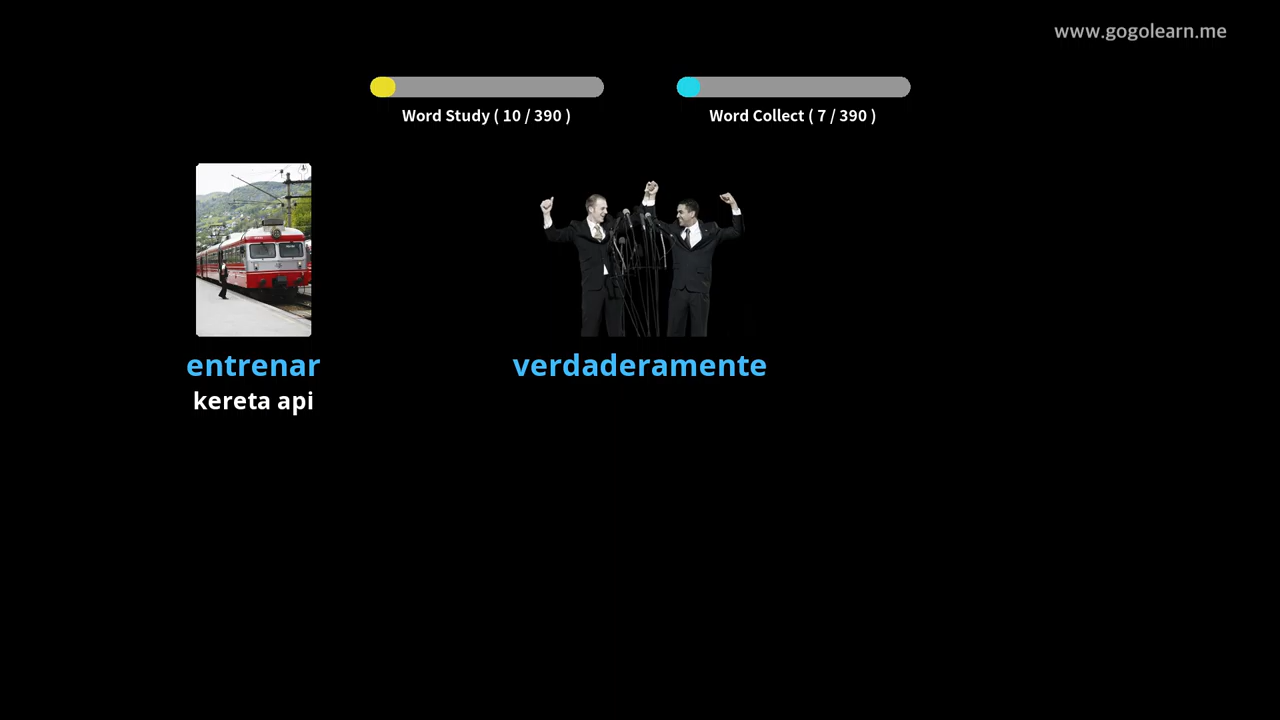 www.gogolearn.me
Word Study ( 10 / 390 )
Word Collect ( 7 / 390 )
entrenar
kereta api
verdaderamente